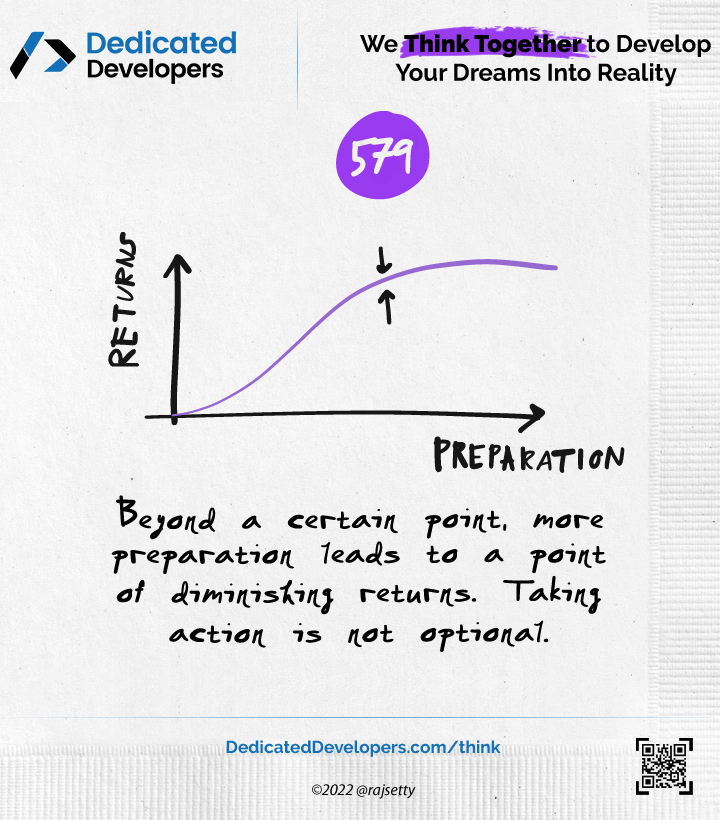 Dedicated
Developers
We Think Together to Develop
Your Dreams Into Reality
579
RETURNS
PREPARATION
Beyond a certain point, more
preparation leads to a point
of diminishing returns. Taking
action is not optional.
DedicatedDevelopers.com/think
©2022 @rajsetty